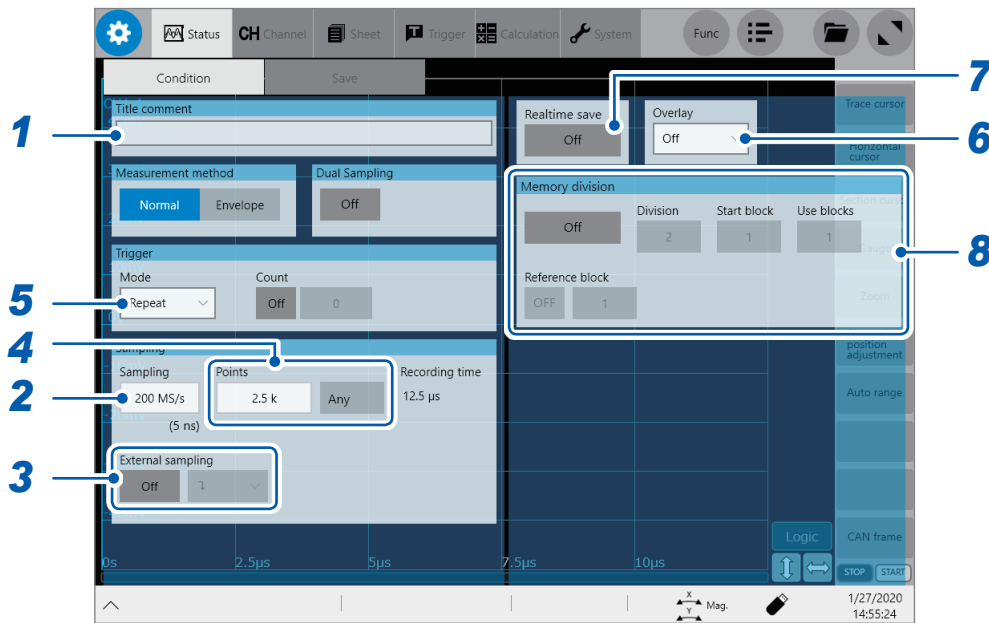 Status CH Channel Sheet Trigger Calculation System Func
Condition Save
Title comment
Realtime save Overlay
Off Off
Trace cursor
Horizontal
cursor
Measurement method Dual Sampling
Normal Envelope Off
Memory division
Off Division Start block Use blocks
2 1 1
Section cursor
Gauge
Trigger
Mode Count
Repeat Off 0
Reference block
OFF 1
Zoom
Sampling
position
adjustment
Sampling Points Recording time
200 MS/s 2.5 k Any 12.5 µs
(5 ns)
Auto range
External sampling
Off
Logic CAN frame
0s 2.5µs 5µs 7.5µs 10µs
STOP START
X
Y
Mag.
1/27/2020
14:55:24
1
2
3
4
5
6
7
8